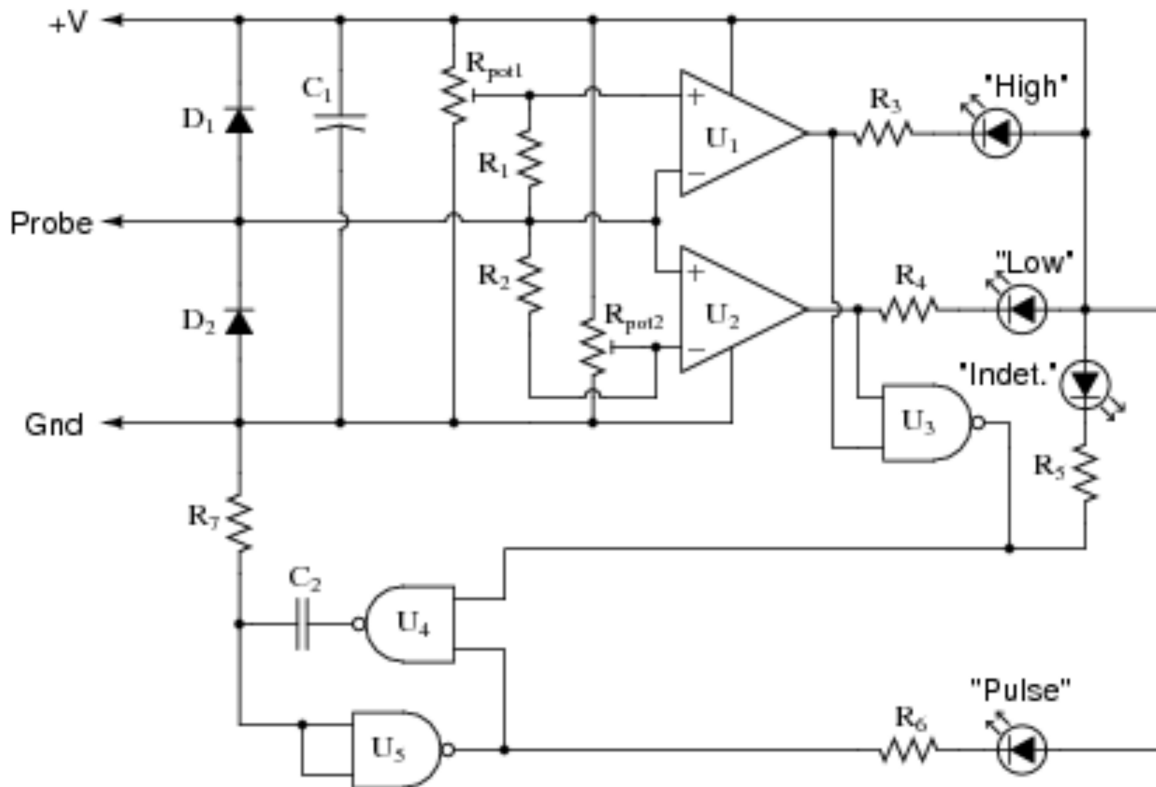 +V
Rpot1
"High"
C1
R3
D1
U1
R1
Probe
"Low"
R2
R4
Rpot2
U2
D2
"Indet."
Gnd
U3
R5
R7
C2
U4
"Pulse"
R6
U5
+
−
+
−